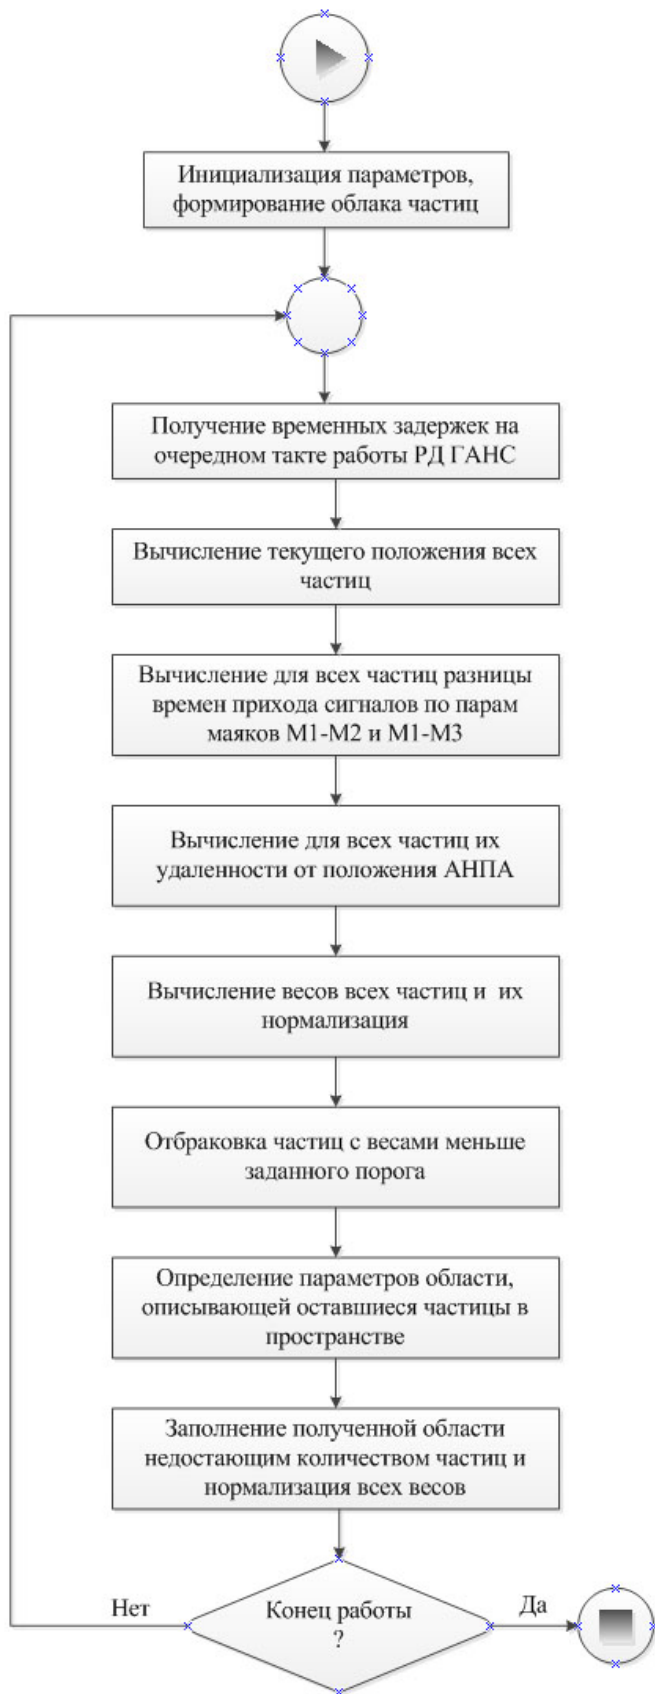 Инициализация параметров,
формирование облака частиц
Получение временных задержек на
очередном такте работы РД ГАНС
Вычисление текущего положения всех
частиц
Вычисление для всех частиц разницы
времен прихода сигналов по парам
маяков М1-М2 и М1-М3
Вычисление для всех частиц их
удаленности от положения АНПА
Вычисление весов всех частиц и их
нормализация
Отбраковка частиц с весами меньше
заданного порога
Определение параметров области,
описывающей оставшиеся частицы в
пространстве
Заполнение полученной области
недостающим количеством частиц и
нормализация всех весов
Нет
Конец работы
?
Да